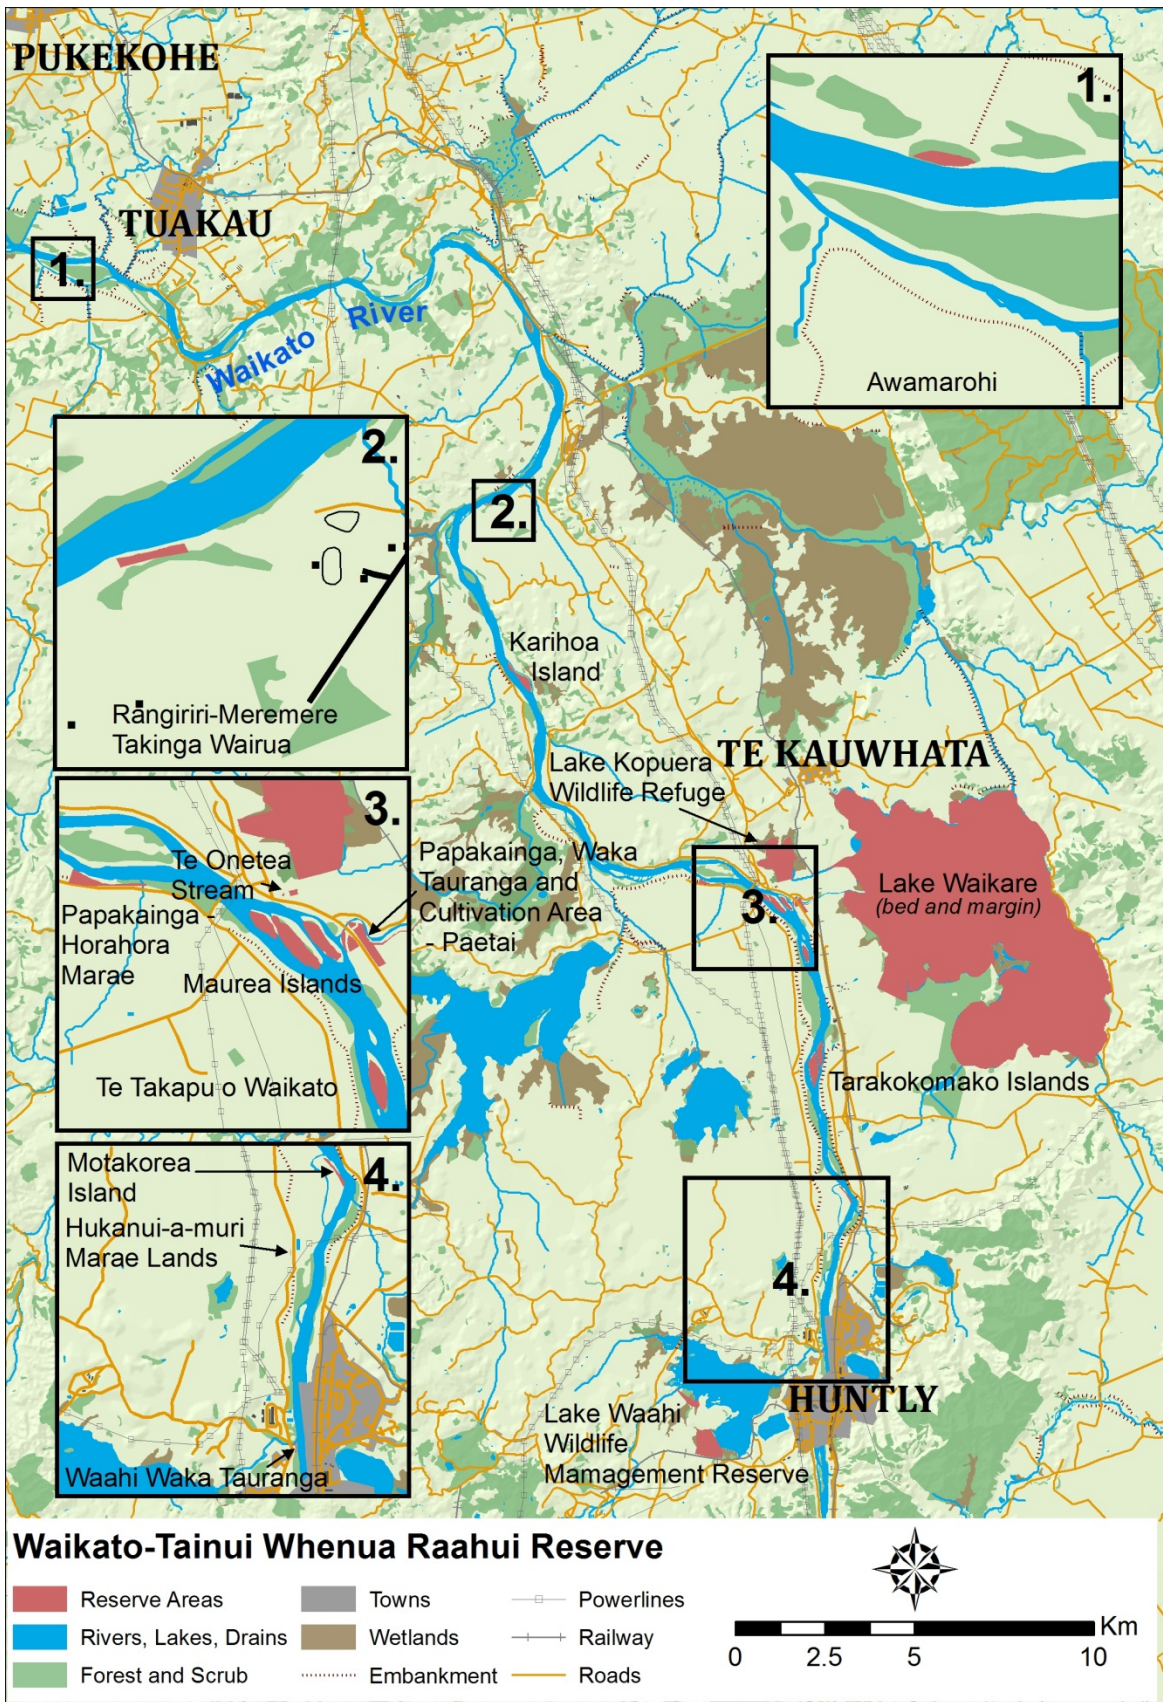 PUKEKOHE
1.
TUAKAU
1.
Waikato River
Awamarohi
2.
2.
Rangiriri-Meremere
Takinga Wairua
Karihoa
Island
Lake Kopuera
Wildlife Refuge
TE KAUWHATA
3.
Te Onetea
Stream
Papakainga, Waka
Tauranga and
Cultivation Area
- Paetai
Papakainga -
Horahora
Marae
Maurea Islands
Te Takapu o Waikato
3.
Lake Waikare
(bed and margin)
Tarakokomako Islands
Motakorea
Island
4.
Hukanui-a-muri
Marae Lands
Waahi Waka Tauranga
4.
HUNTLY
Lake Waahi
Wildlife
Mamagement Reserve
Waikato-Tainui Whenua Raahui Reserve
Reserve Areas
Rivers, Lakes, Drains
Forest and Scrub
Towns
Wetlands
Embankment
Powerlines
Railway
Roads
Km
0 2.5 5 10